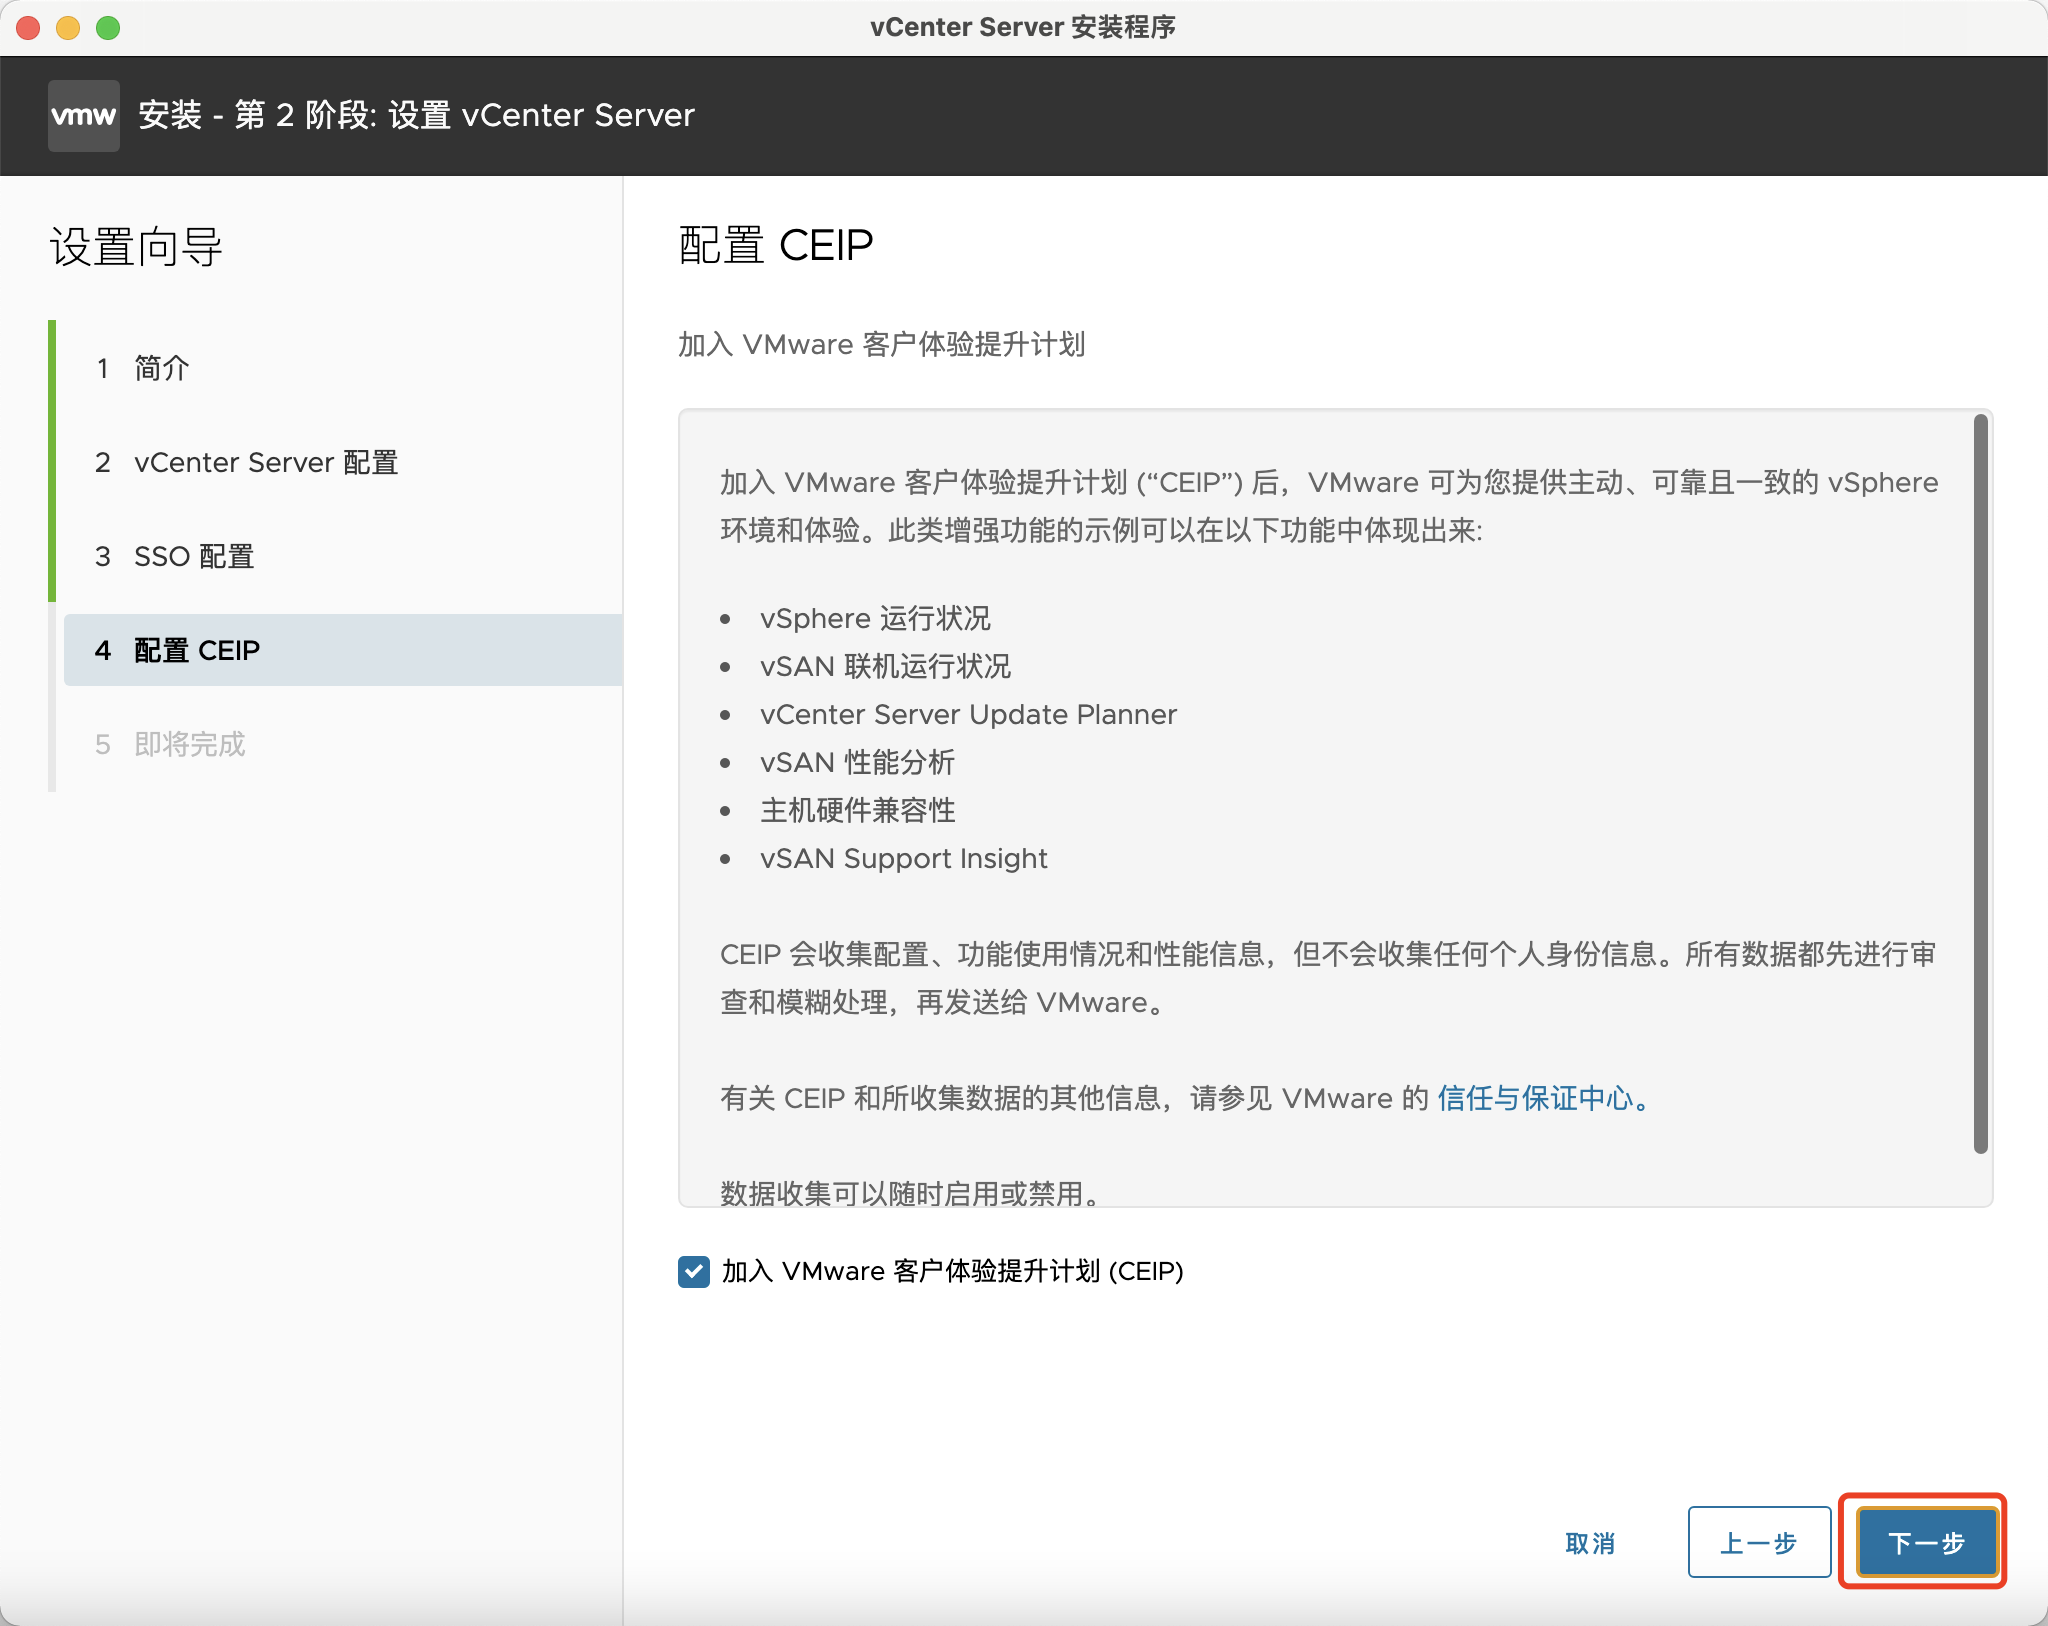 vCenter Server 安装程序
vmw 安装 - 第 2 阶段: 设置 vCenter Server
设置向导
1 简介
2 vCenter Server 配置
3 SSO 配置
4 配置 CEIP
5 即将完成
配置 CEIP
加入 VMware 客户体验提升计划
加入 VMware 客户体验提升计划 (“CEIP”) 后，VMware 可为您提供主动、可靠且一致的 vSphere
环境和体验。此类增强功能的示例可以在以下功能中体现出来:
• vSphere 运行状况
• vSAN 联机运行状况
• vCenter Server Update Planner
• vSAN 性能分析
• 主机硬件兼容性
• vSAN Support Insight
CEIP 会收集配置、功能使用情况和性能信息，但不会收集任何个人身份信息。所有数据都先进行审
查和模糊处理，再发送给 VMware。
有关 CEIP 和所收集数据的其他信息，请参见 VMware 的 信任与保证中心。
数据收集可以随时启用或禁用。
加入 VMware 客户体验提升计划 (CEIP)
取消 上一步 下一步